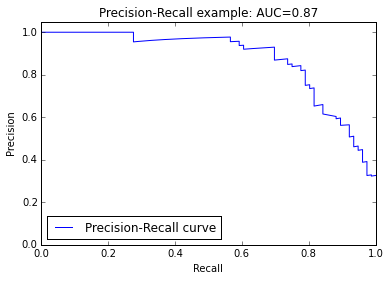 Precision-Recall example: AUC=0.87
1.0
0.8
0.6
0.4
0.2
0.0
Precision
Precision-Recall curve
0.0 0.2 0.4 0.6 0.8 1.0
Recall